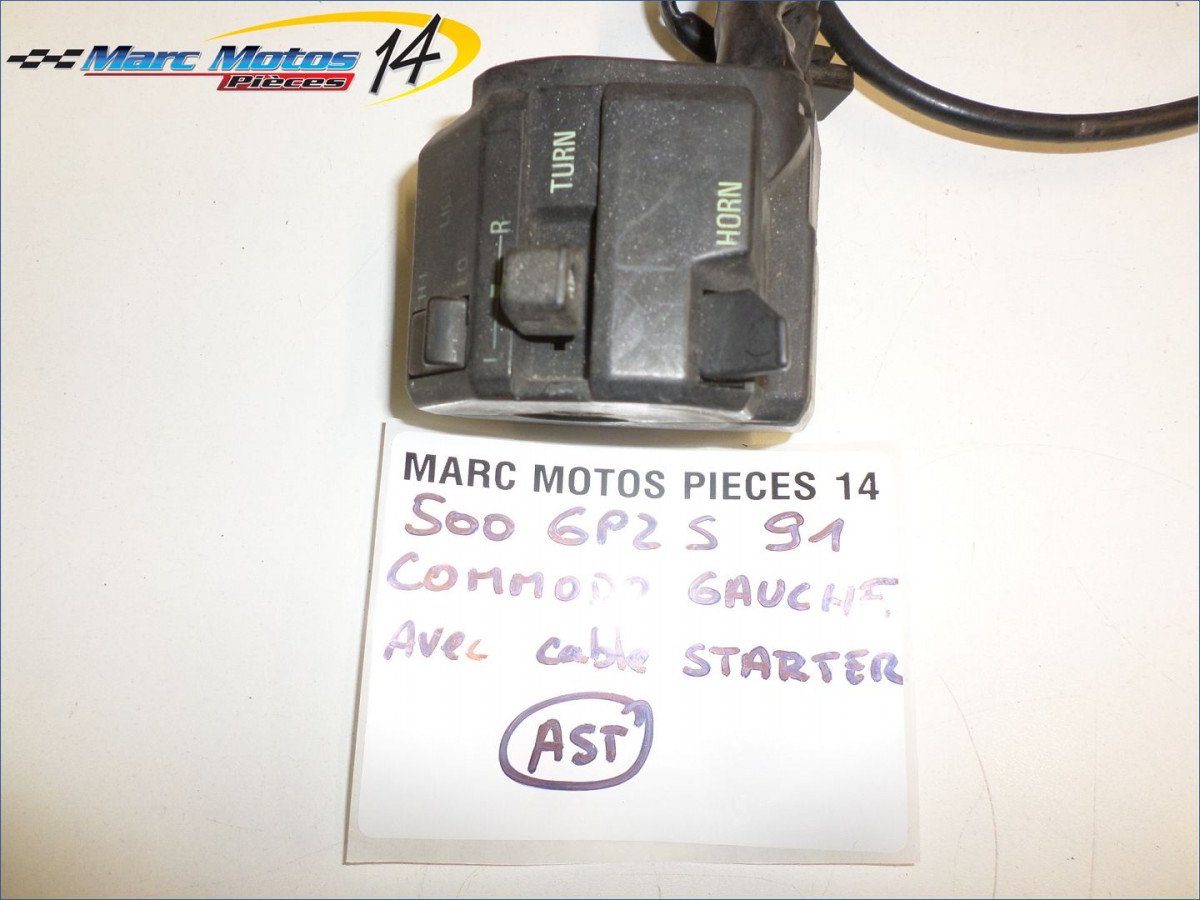 Marc Motos 14
Pièces
TURN
HORN
R
HI
LO
MARC MOTOS PIECES 14
500 GPZ S 91
COMMODO GAUCHE
Avec cable STARTER
AST